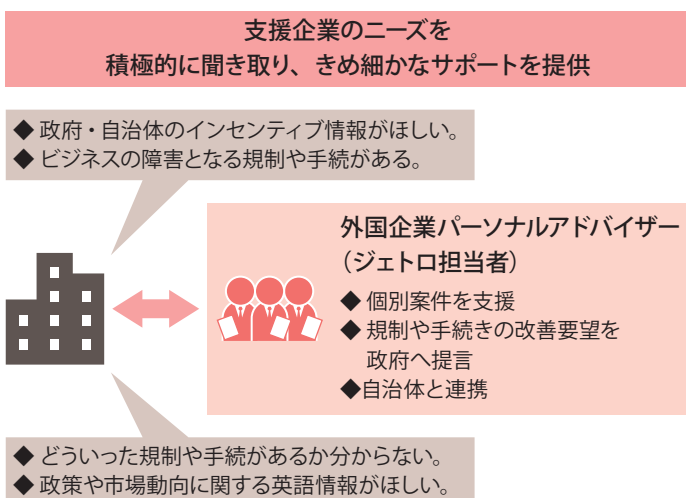 支援企業のニーズを
積極的に聞き取り、きめ細かなサポートを提供
◆ 政府・自治体のインセンティブ情報がほしい。
◆ ビジネスの障害となる規制や手続がある。
外国企業パーソナルアドバイザー
（ジェトロ担当者）
◆ 個別案件を支援
◆ 規制や手続きの改善要望を
政府へ提言
◆自治体と連携
◆ どういった規制や手続があるか分からない。
◆ 政策や市場動向に関する英語情報がほしい。